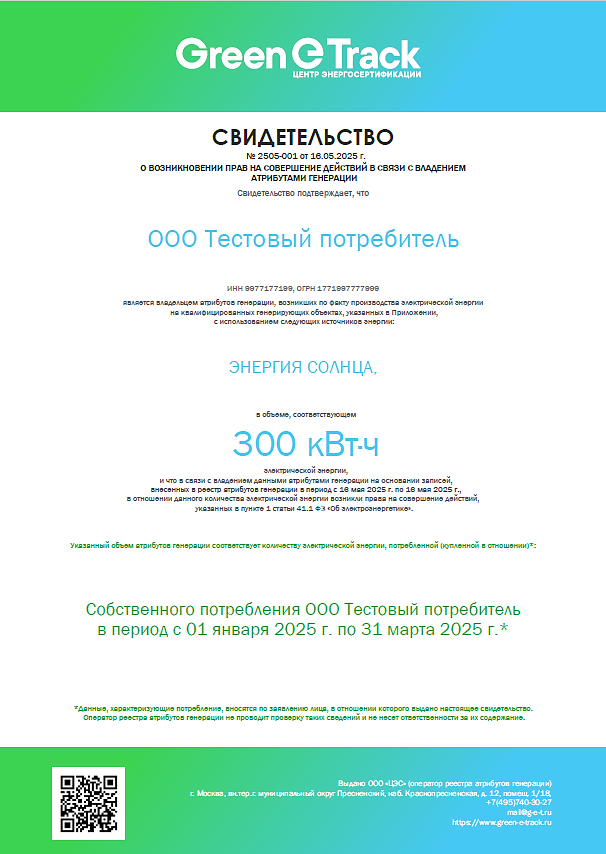 Green e Track
ЦЕНТР ЭНЕРГОСЕРТИФИКАЦИИ
СВИДЕТЕЛЬСТВО
№ 2505-001 от 16.05.2025 г.
О ВОЗНИКНОВЕНИИ ПРАВ НА СОВЕРШЕНИЕ ДЕЙСТВИЙ В СВЯЗИ С ВЛАДЕНИЕМ
АТРИБУТАМИ ГЕНЕРАЦИИ
Свидетельство подтверждает, что
ООО Тестовый потребитель
ИНН 9977177199, ОГРН 1771997777999
является владельцем атрибутов генерации, возникших по факту производства электрической энергии
на квалифицированных генерирующих объектах, указанных в Приложении,
с использованием следующих источников энергии:
ЭНЕРГИЯ СОЛНЦА,
в объеме, соответствующем
300 кВт·ч
электрической энергии,
и что в связи с владением данными атрибутами генерации на основании записей,
внесенных в реестр атрибутов генерации в период с 16 мая 2025 г. по 16 мая 2025 г.,
в отношении данного количества электрической энергии возникли права на совершение действий,
указанных в пункте 1 статьи 41.1 ФЗ «Об электроэнергетике».
Указанный объем атрибутов генерации соответствует количеству электрической энергии, потребленной (купленной в отношении)*:
Собственного потребления ООО Тестовый потребитель
в период с 01 января 2025 г. по 31 марта 2025 г.*
*Данные, характеризующие потребление, вносятся по заявлению лица, в отношении которого выдано настоящее свидетельство.
Оператор реестра атрибутов генерации не проводит проверку таких сведений и не несет ответственности за их содержание.
Выдано ООО «ЦЭС» (оператор реестра атрибутов генерации)
г. Москва, вн.тер.г. муниципальный округ Пресненский, наб. Краснопресненская, д. 12, помещ. 1/18,
+7(495)740-30-27
mail@g-e-t.ru
https://www.green-e-track.ru